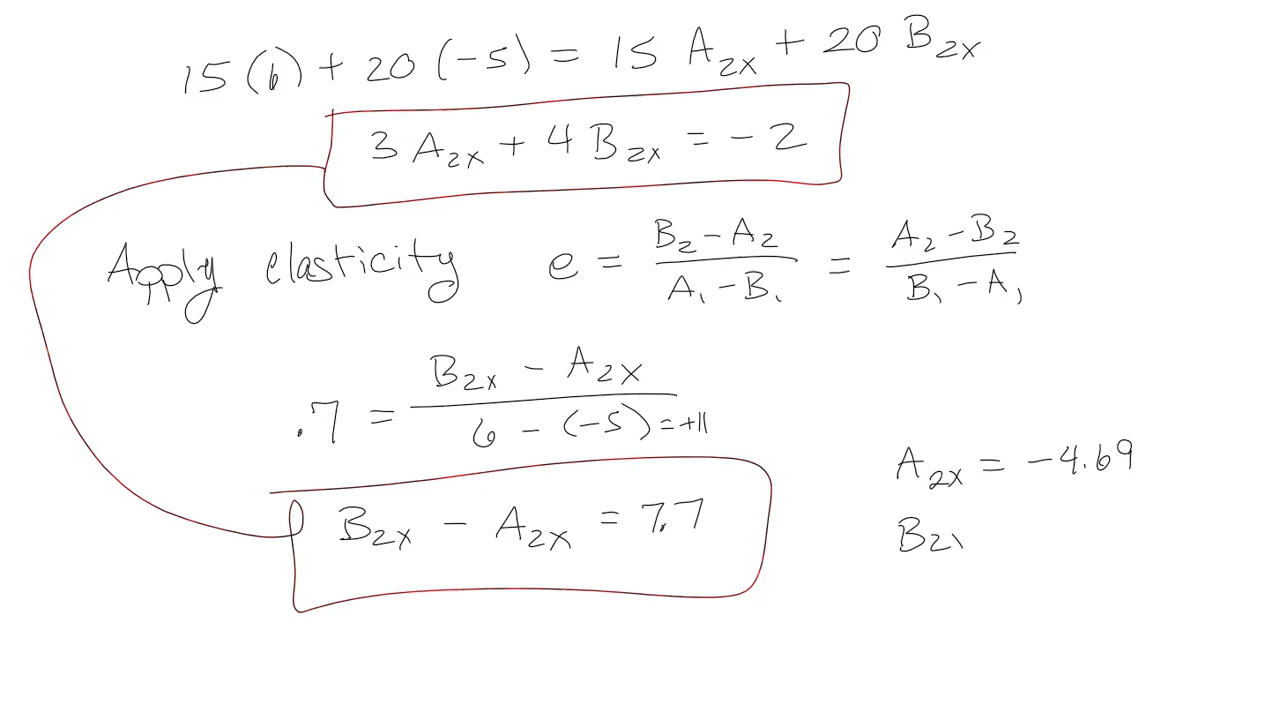 15 (6) + 20 (-5) = 15 A₂ₓ + 20 B₂ₓ
3 A₂ₓ + 4 B₂ₓ = - 2
Apply elasticity e = (B₂ - A₂)/(A₁ - B₁) = (A₂ - B₂)/(B₁ - A₁)
.7 = (B₂ₓ - A₂ₓ)/(6 - (-5)) = +11
A₂ₓ = -4.69
B₂ₓ - A₂ₓ = 7.7
B₂